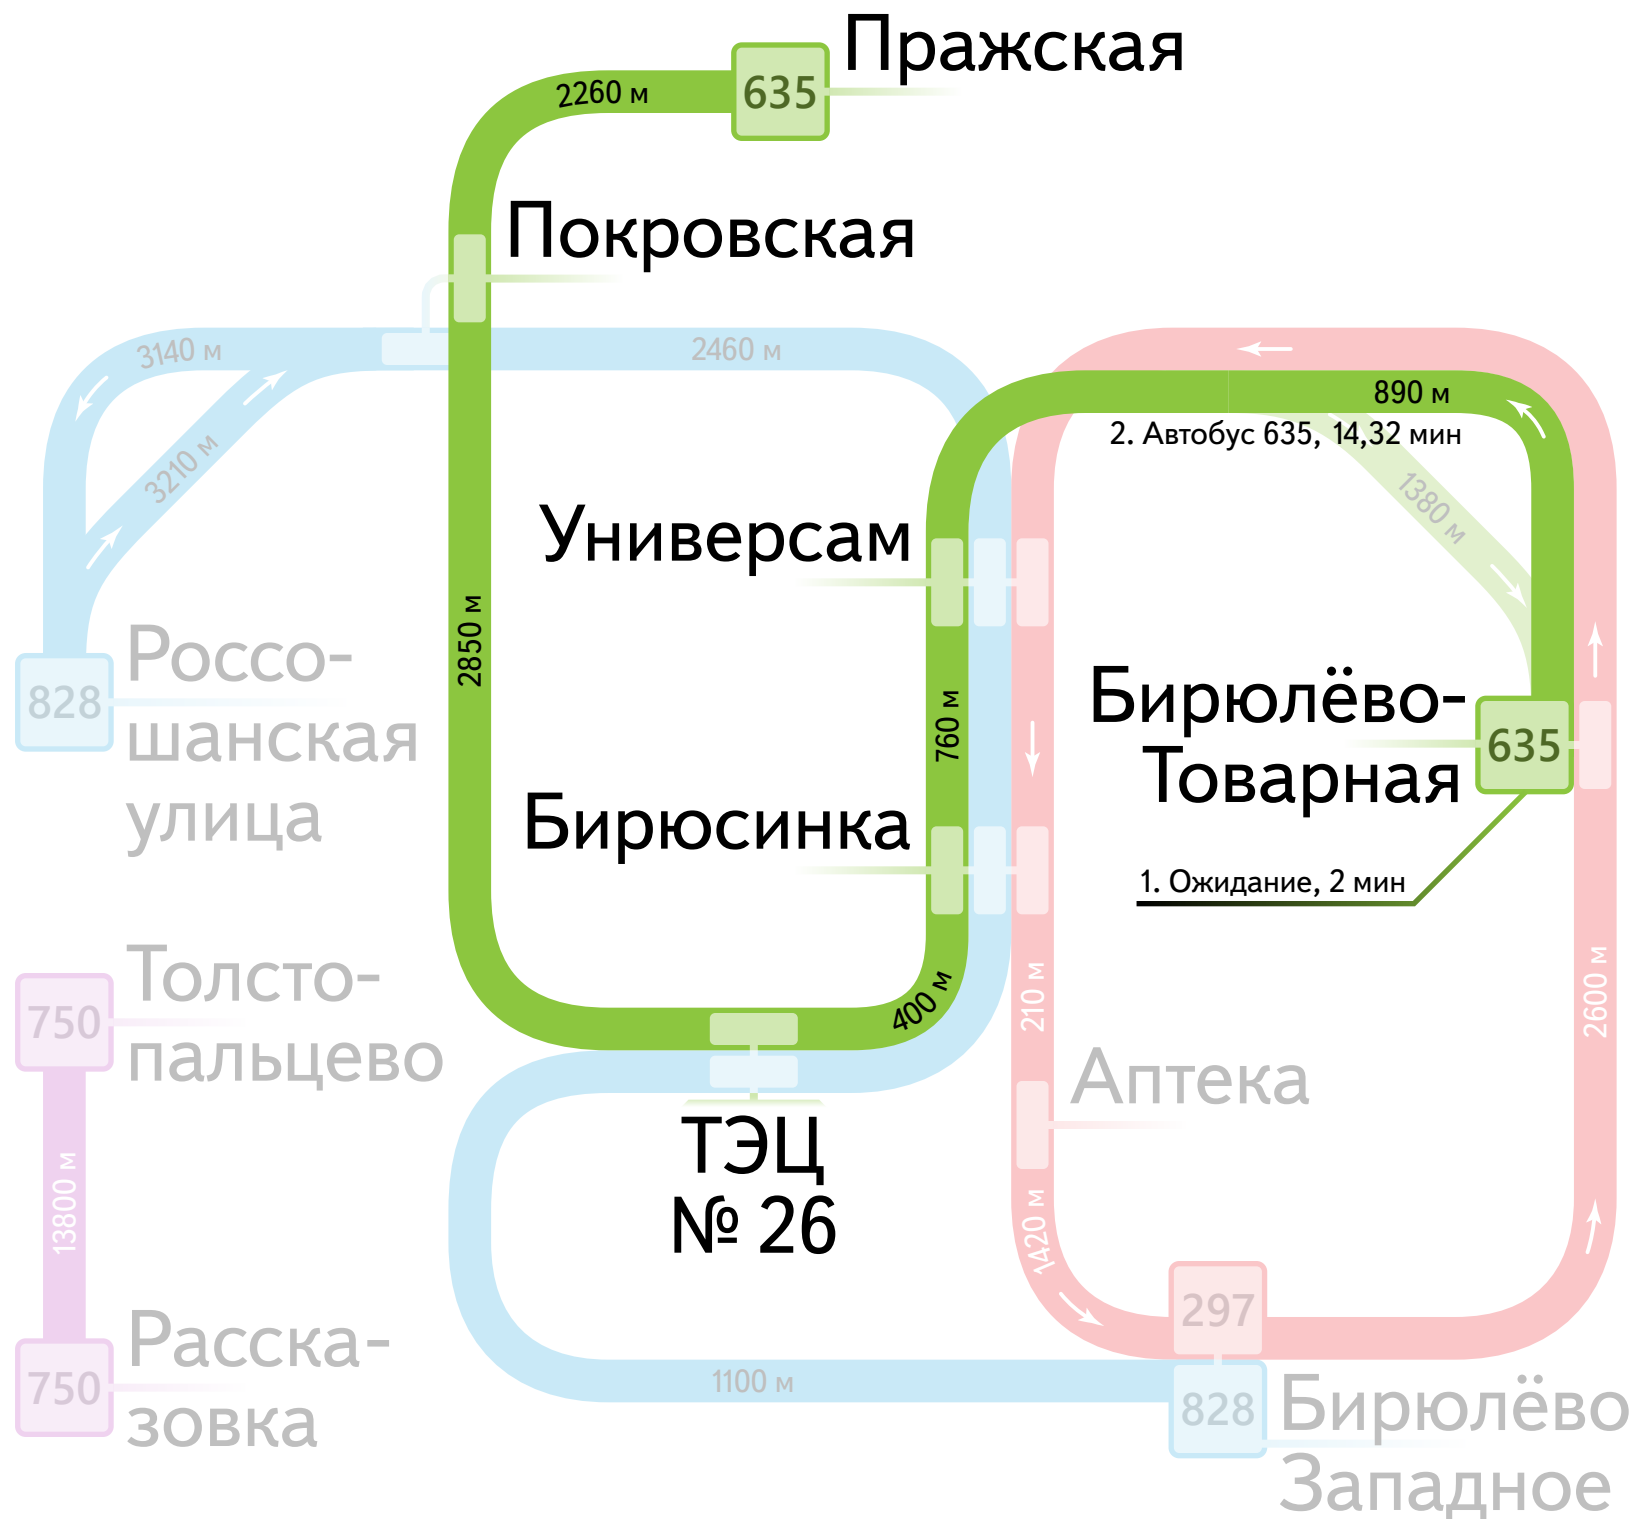 Пражская
635
2260 м
Покровская
3140 м
2460 м
890 м
2. Автобус 635, 14,32 мин
3210 м
1380 м
Универсам
2850 м
Россо-
шанская
улица
828
760 м
Бирюлёво-
Товарная
635
Бирюсинка
1. Ожидание, 2 мин
Толсто-
пальцево
750
400 м
210 м
2600 м
Аптека
ТЭЦ
№ 26
13800 м
1420 м
Расска-
зовка
750
297
1100 м
828
Бирюлёво
Западное